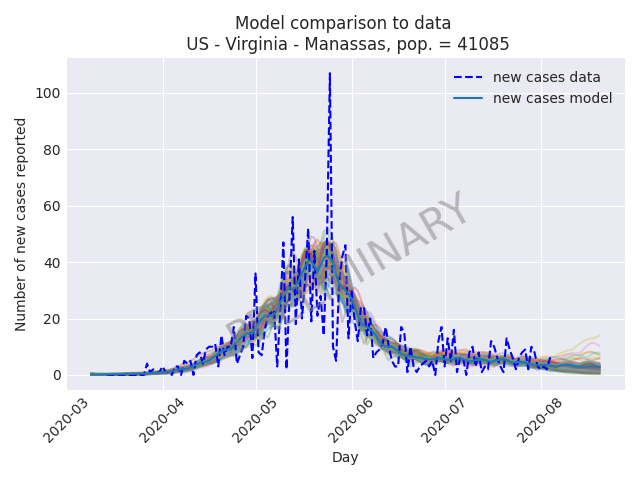 Model comparison to data
US - Virginia - Manassas, pop. = 41085
new cases data
new cases model
Number of new cases reported
100
80
60
40
20
0
PRELIMINARY
2020-03
2020-04
2020-05
2020-06
2020-07
2020-08
Day